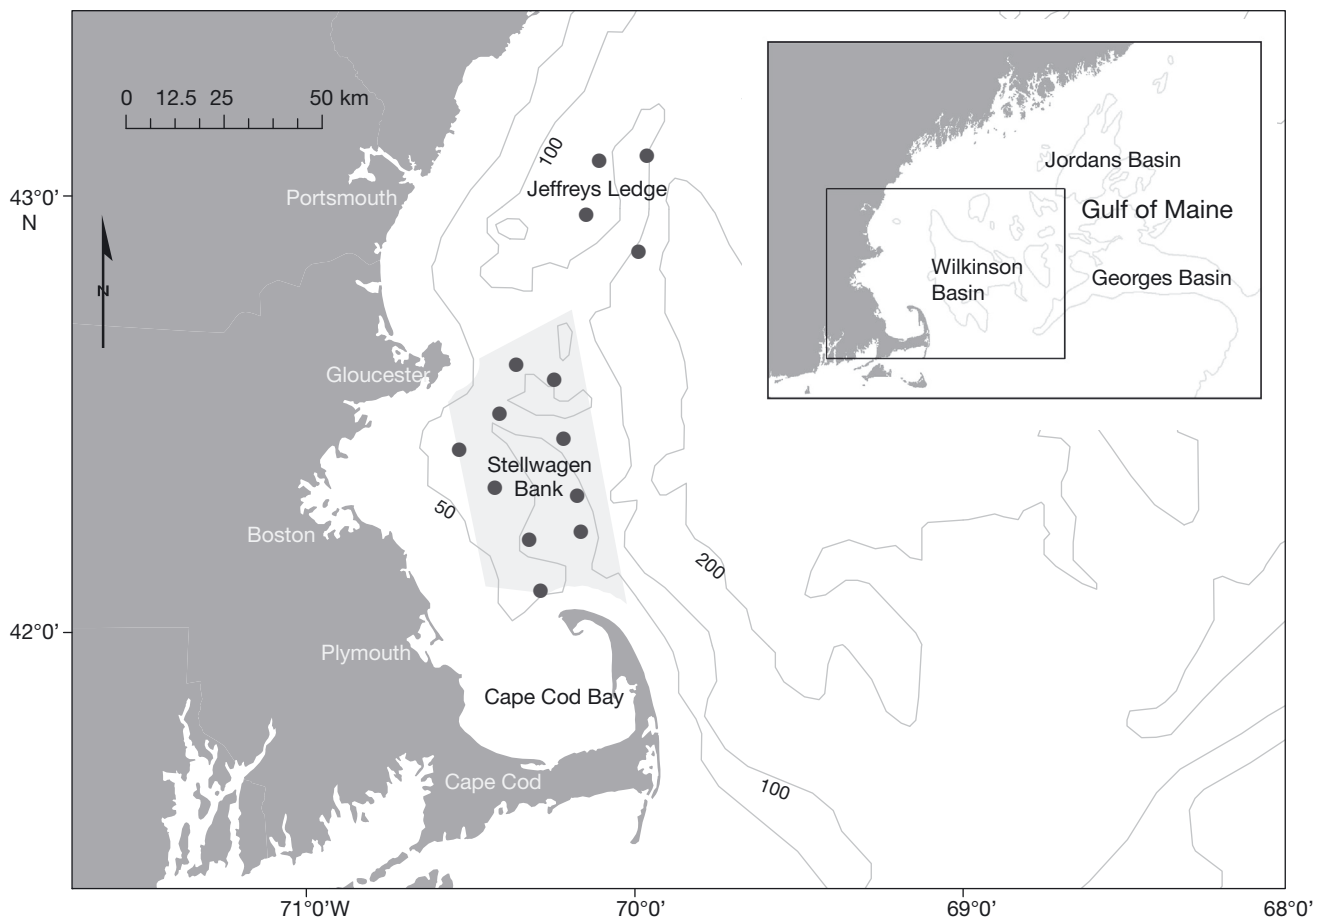 0 12.5 25 50 km
100
Jordans Basin
Jeffreys Ledge
43°0'
N
Portsmouth
Gulf of Maine
Wilkinson
Basin
Georges Basin
N
Gloucester
Stellwagen
Bank
50
Boston
200
42°0'
Plymouth
Cape Cod Bay
Cape Cod
100
71°0'W 70°0' 69°0' 68°0'